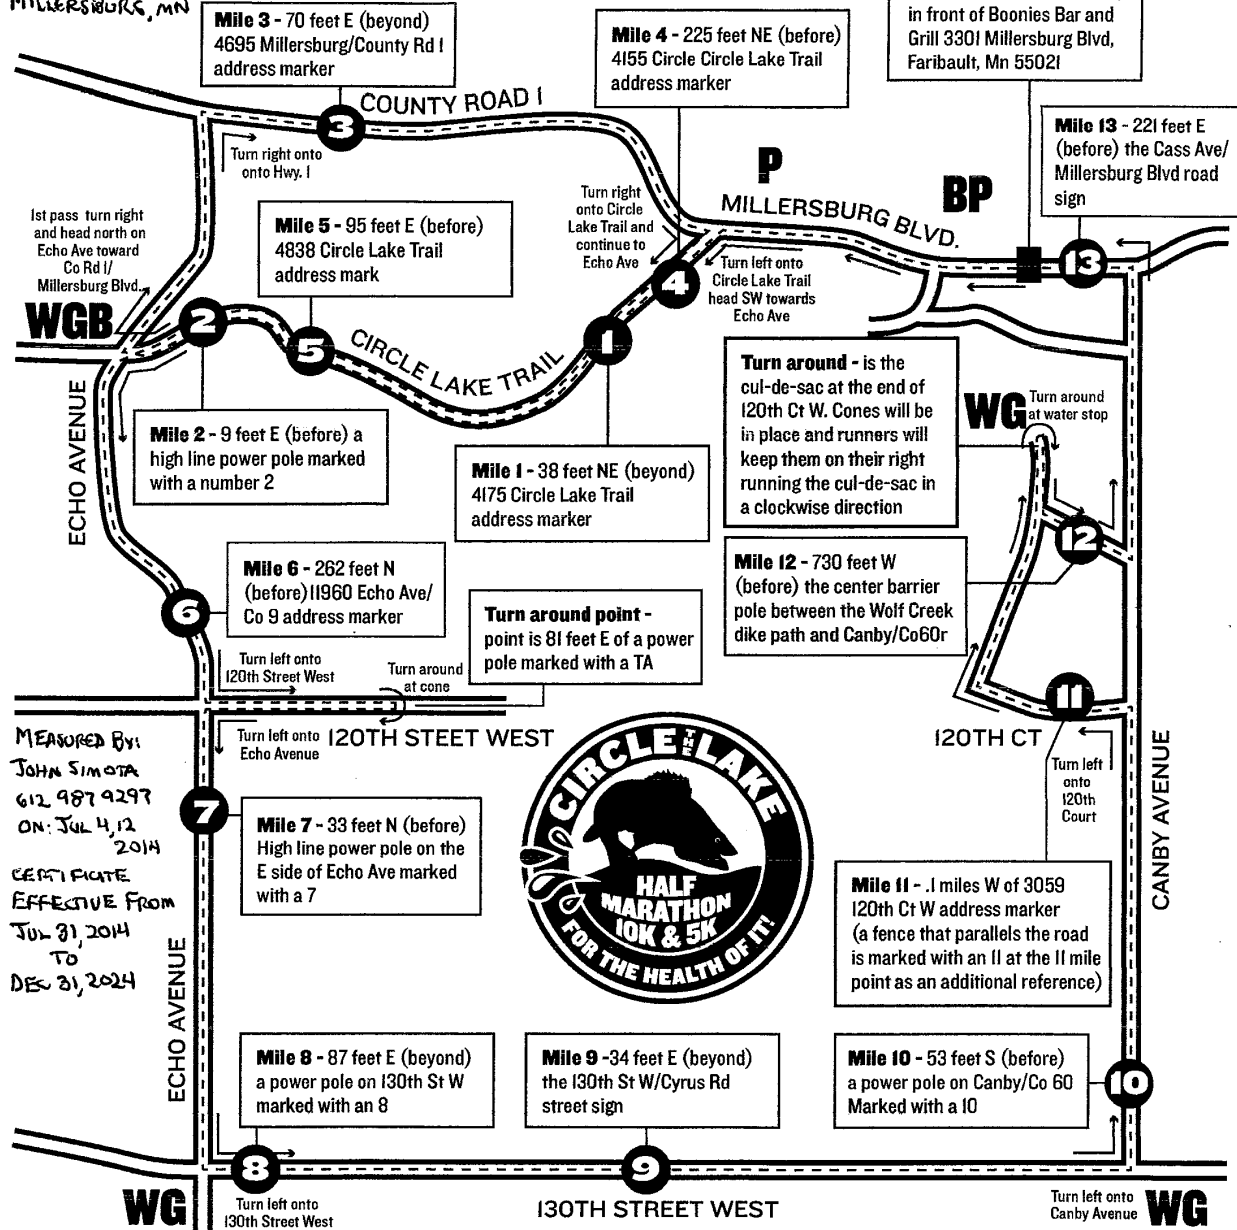 MILLERSBURG, MN
Mile 3 - 70 feet E (beyond)
4695 Millersburg/County Rd 1
address marker
Mile 4 - 225 feet NE (before)
4155 Circle Circle Lake Trail
address marker
in front of Boonies Bar and
Grill 3301 Millersburg Blvd,
Faribault, Mn 55021
COUNTY ROAD 1
3
Turn right onto
onto Hwy. 1
Mile 13 - 221 feet E
(before) the Cass Ave/
Millersburg Blvd road
sign
P
BP
MILLERSBURG BLVD.
Turn right
onto Circle
Lake Trail and
continue to
Echo Ave
1st pass turn right
and head north on
Echo Ave toward
Co Rd 1/
Millersburg Blvd.
Mile 5 - 95 feet E (before)
4838 Circle Lake Trail
address mark
Turn left onto
Circle Lake Trail
head SW towards
Echo Ave
13
4
WGB
2
5
1
CIRCLE LAKE TRAIL
Turn around - is the
cul-de-sac at the end of
120th Ct W. Cones will be
in place and runners will
keep them on their right
running the cul-de-sac in
a clockwise direction
WG
Turn around
at water stop
ECHO AVENUE
Mile 2 - 9 feet E (before) a
high line power pole marked
with a number 2
Mile 1 - 38 feet NE (beyond)
4175 Circle Lake Trail
address marker
12
Mile 12 - 730 feet W
(before) the center barrier
pole between the Wolf Creek
dike path and Canby/Co60r
Mile 6 - 262 feet N
(before)11960 Echo Ave/
Co 9 address marker
6
Turn around point -
point is 81 feet E of a power
pole marked with a TA
Turn left onto
120th Street West
Turn around
at cone
11
Turn left onto
Echo Avenue
120TH STEET WEST
120TH CT
Turn left
onto
120th
Court
CANBY AVENUE
MEASURED BY:
JOHN SIMOTA
612 987 9297
ON: JUL 4,12
2014
CERTIFICATE
EFFECTIVE FROM
JUL 31, 2014
TO
DEC 31, 2024
7
Mile 7 - 33 feet N (before)
High line power pole on the
E side of Echo Ave marked
with a 7
CIRCLE THE LAKE
HALF
MARATHON
10K & 5K
FOR THE HEALTH OF IT!
Mile 11 - .1 miles W of 3059
120th Ct W address marker
(a fence that parallels the road
is marked with an 11 at the 11 mile
point as an additional reference)
ECHO AVENUE
Mile 8 - 87 feet E (beyond)
a power pole on 130th St W
marked with an 8
Mile 9 -34 feet E (beyond)
the 130th St W/Cyrus Rd
street sign
Mile 10 - 53 feet S (before)
a power pole on Canby/Co 60
Marked with a 10
10
8
9
WG
Turn left onto
130th Street West
130TH STREET WEST
Turn left onto
Canby Avenue
WG